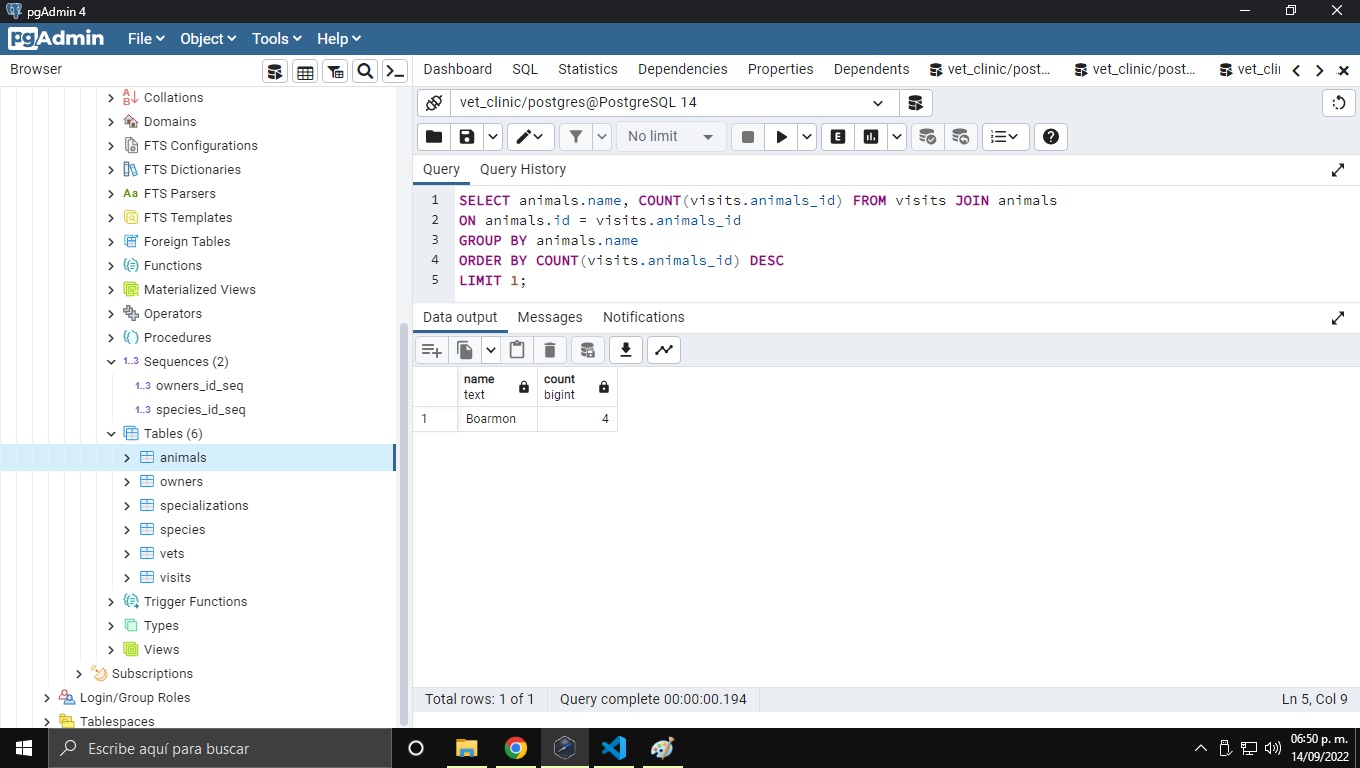 pgAdmin 4
pgAdmin File Object Tools Help
Browser
Dashboard SQL Statistics Dependencies Properties Dependents vet_clinic/post... vet_clinic/post... vet_cli
vet_clinic/postgres@PostgreSQL 14
No limit
E
Query Query History
1 SELECT animals.name, COUNT(visits.animals_id) FROM visits JOIN animals
2 ON animals.id = visits.animals_id
3 GROUP BY animals.name
4 ORDER BY COUNT(visits.animals_id) DESC
5 LIMIT 1;
Data output Messages Notifications
name
text
count
bigint
1 Boarmon 4
Total rows: 1 of 1 Query complete 00:00:00.194 Ln 5, Col 9
Collations
Domains
FTS Configurations
FTS Dictionaries
Aa FTS Parsers
FTS Templates
Foreign Tables
Functions
Materialized Views
Operators
Procedures
1..3 Sequences (2)
1..3 owners_id_seq
1..3 species_id_seq
Tables (6)
animals
owners
specializations
species
vets
visits
Trigger Functions
Types
Views
Subscriptions
Login/Group Roles
Tablespaces
Escribe aquí para buscar
06:50 p. m.
14/09/2022